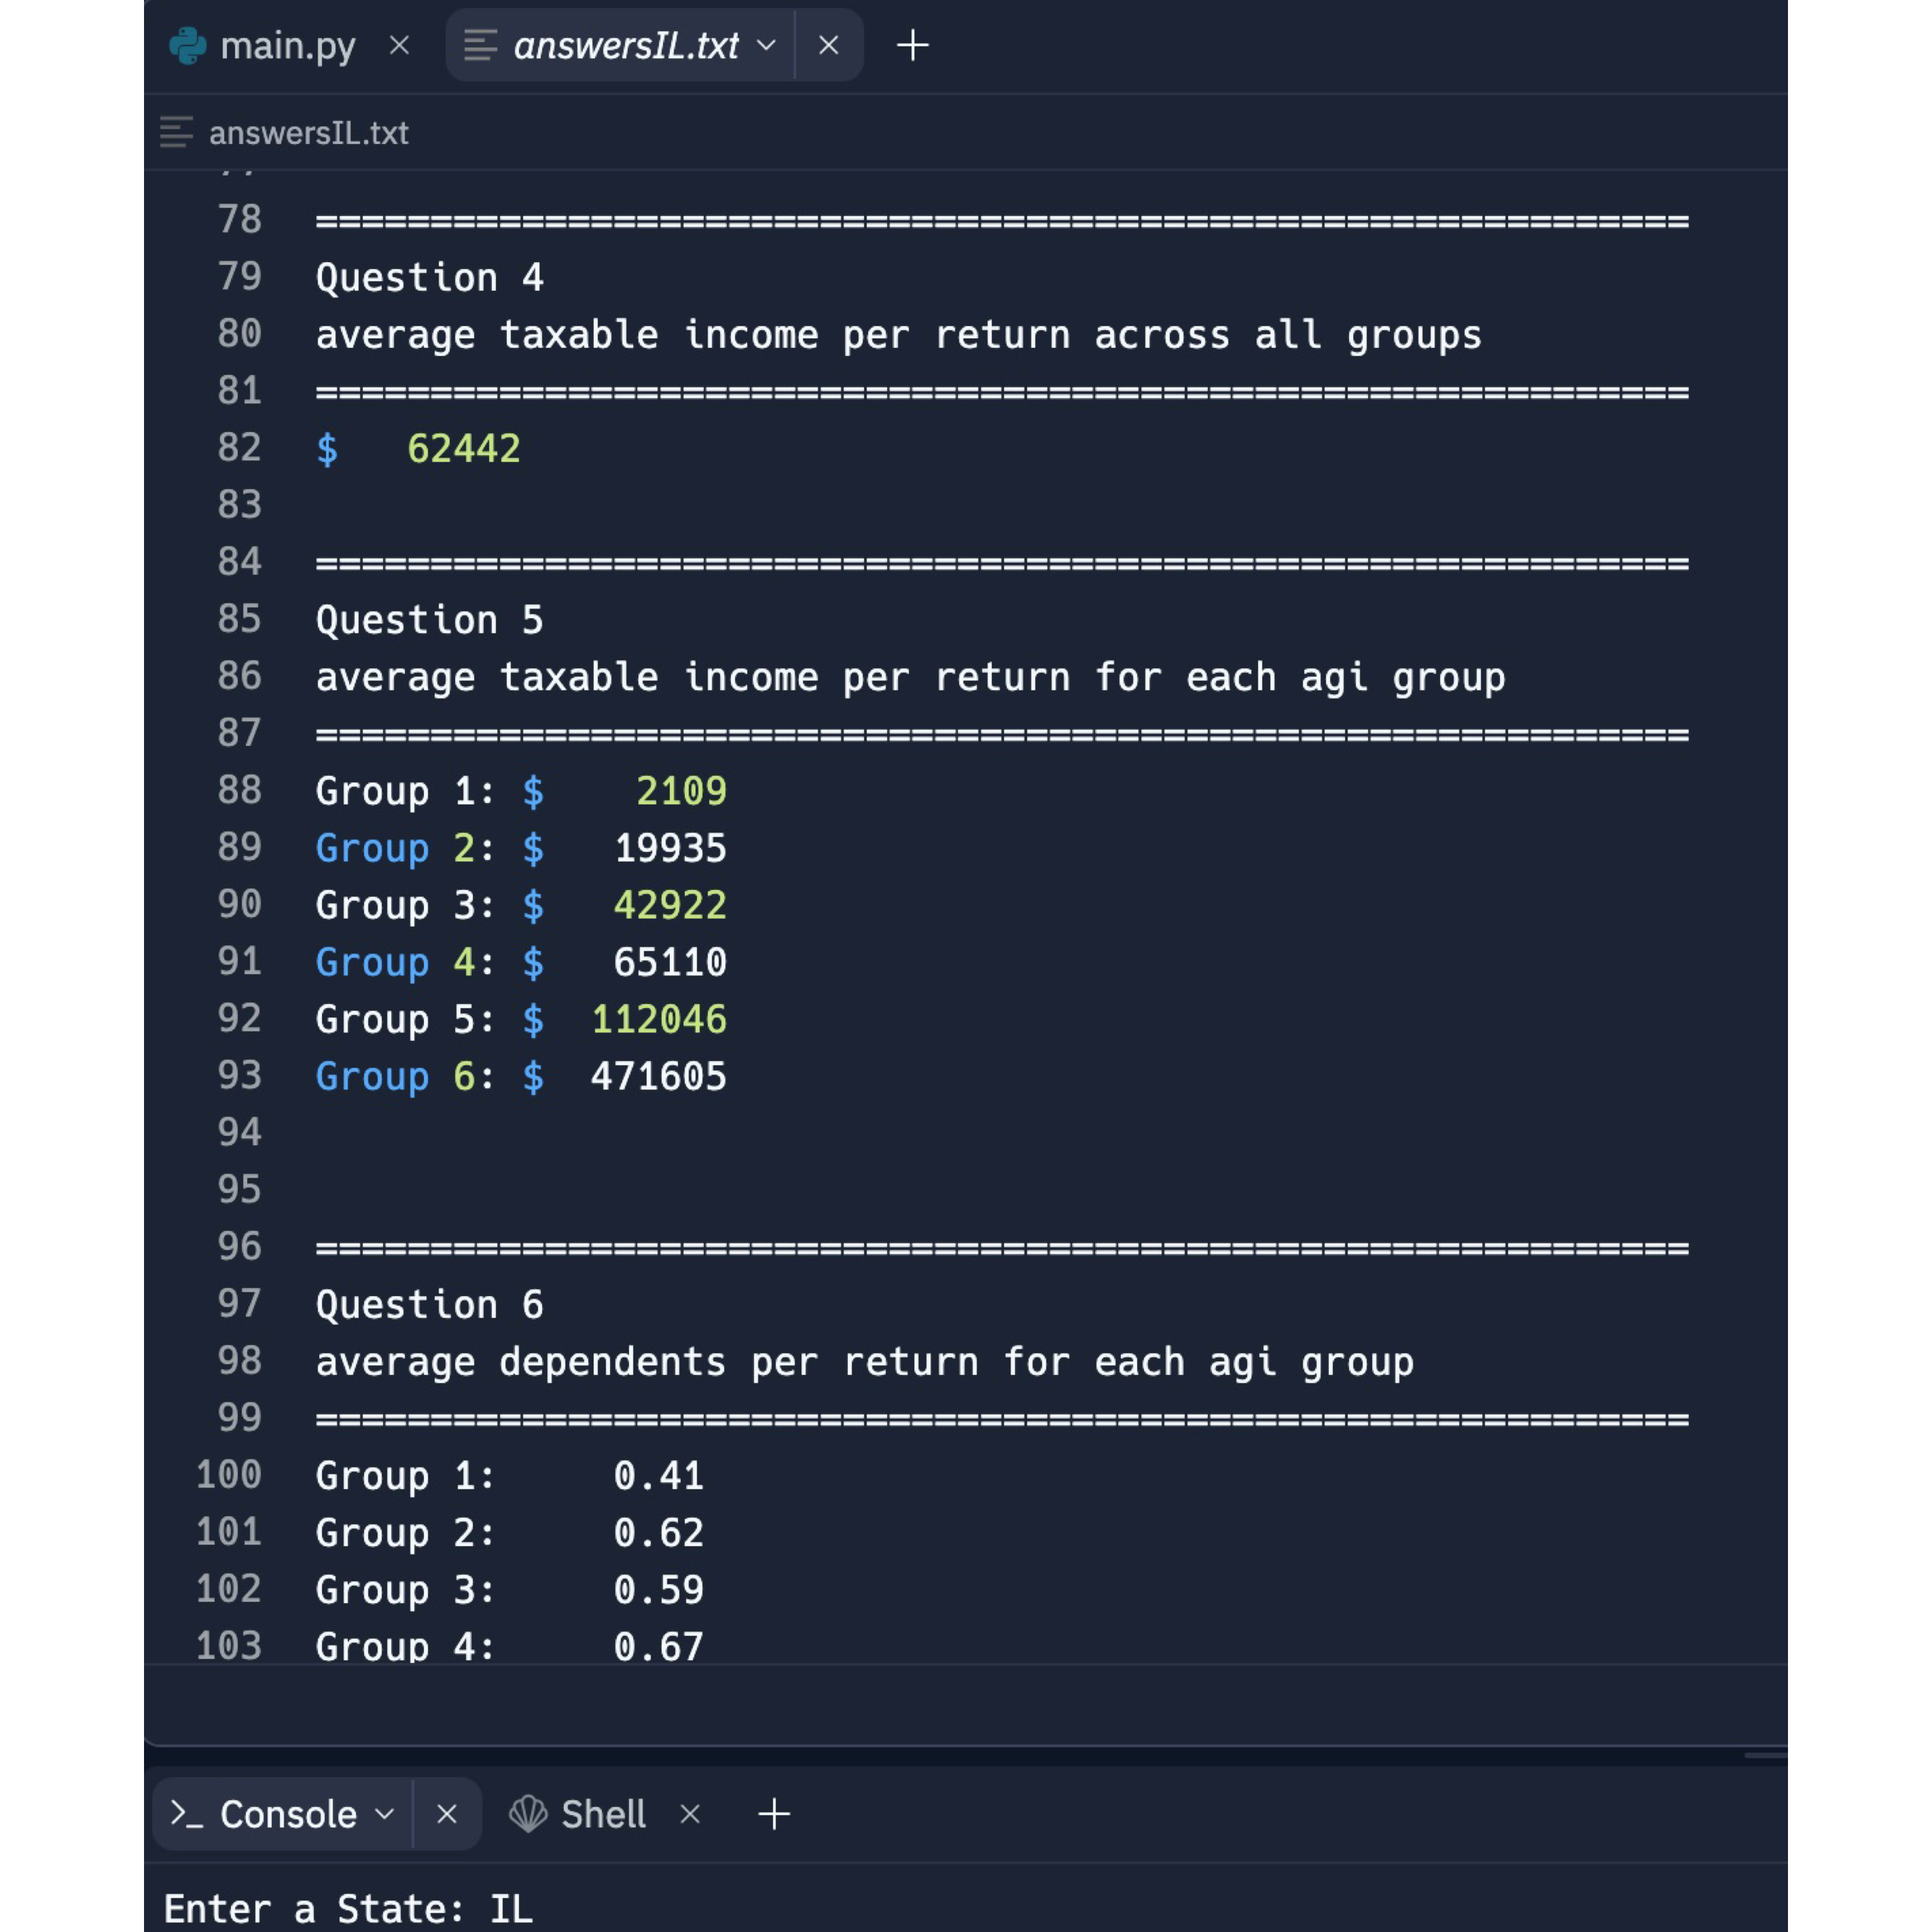 main.py
answersIL.txt
answersIL.txt
78 ============================================================
79 Question 4
80 average taxable income per return across all groups
81 ============================================================
82 $   62442
83
84 ============================================================
85 Question 5
86 average taxable income per return for each agi group
87 ============================================================
88 Group 1: $    2109
89 Group 2: $   19935
90 Group 3: $   42922
91 Group 4: $   65110
92 Group 5: $  112046
93 Group 6: $  471605
94
95
96 ============================================================
97 Question 6
98 average dependents per return for each agi group
99 ============================================================
100 Group 1:     0.41
101 Group 2:     0.62
102 Group 3:     0.59
103 Group 4:     0.67
>_ Console
Shell
Enter a State: IL